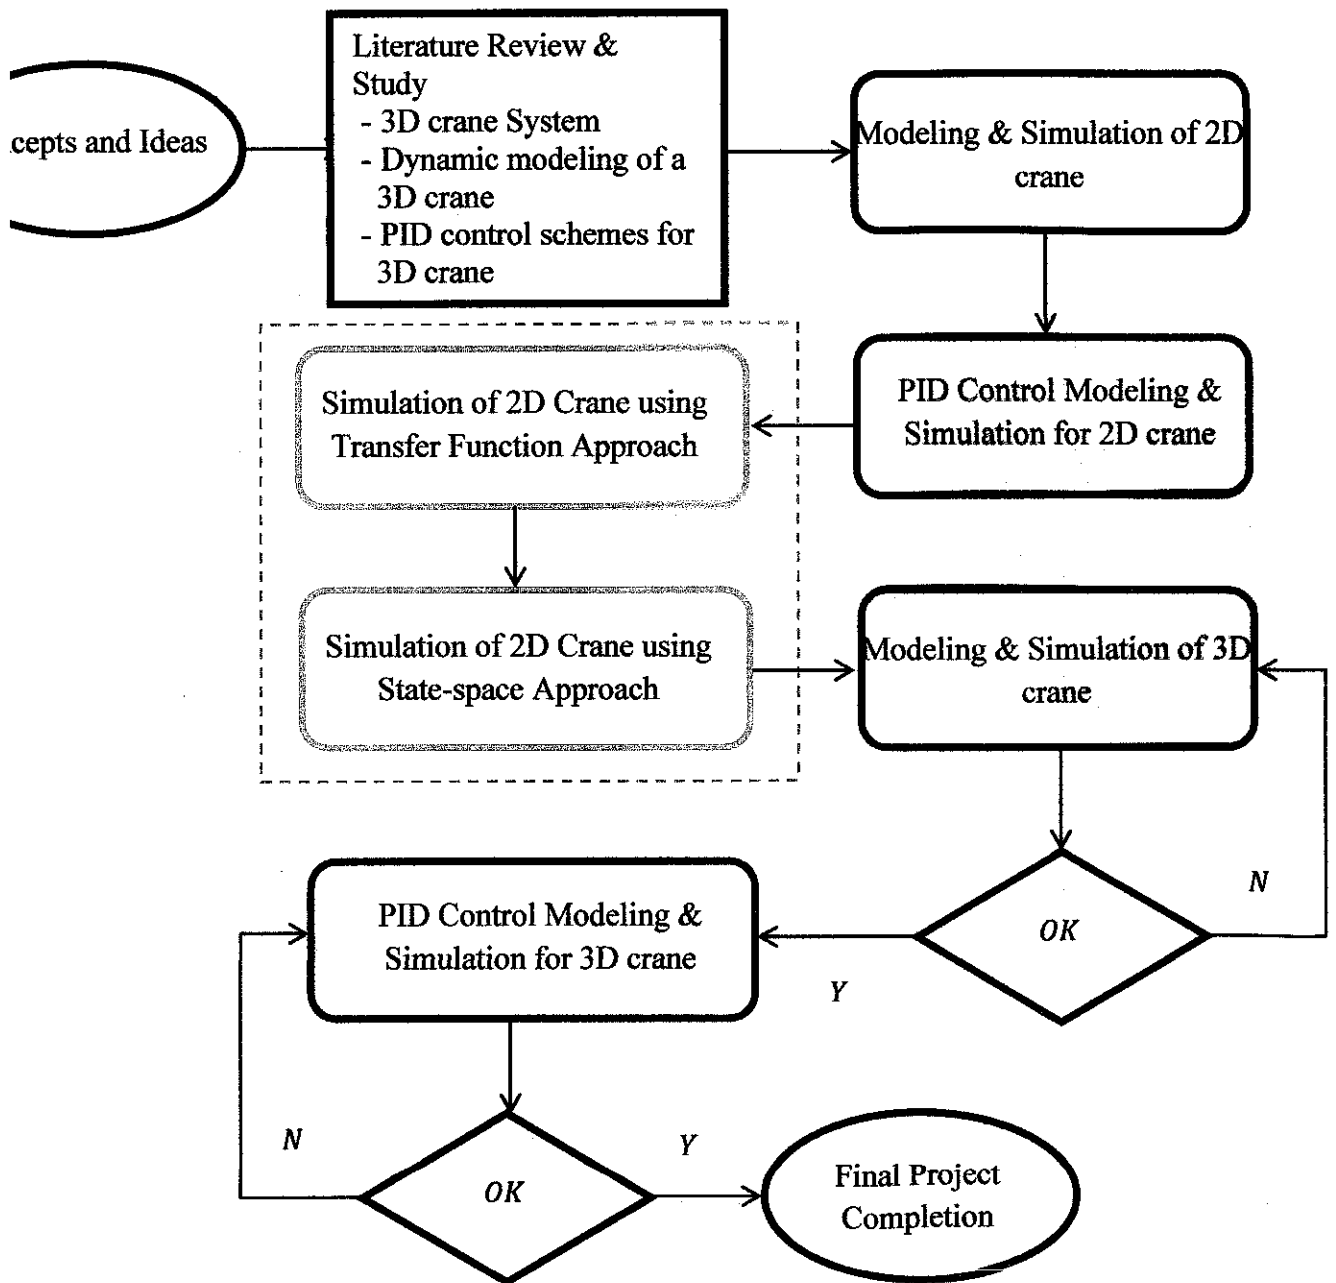 and Ideas
Literature Review &
Study
- 3D crane System
- Dynamic modeling of a
3D crane
- PID control schemes for
3D crane
Modeling & Simulation of 2D
crane
PID Control Modeling &
Simulation for 2D crane
Simulation of 2D Crane using
Transfer Function Approach
Simulation of 2D Crane using
State-space Approach
Modeling & Simulation of 3D
crane
OK
N
Y
PID Control Modeling &
Simulation for 3D crane
OK
N
Y
Final Project
Completion